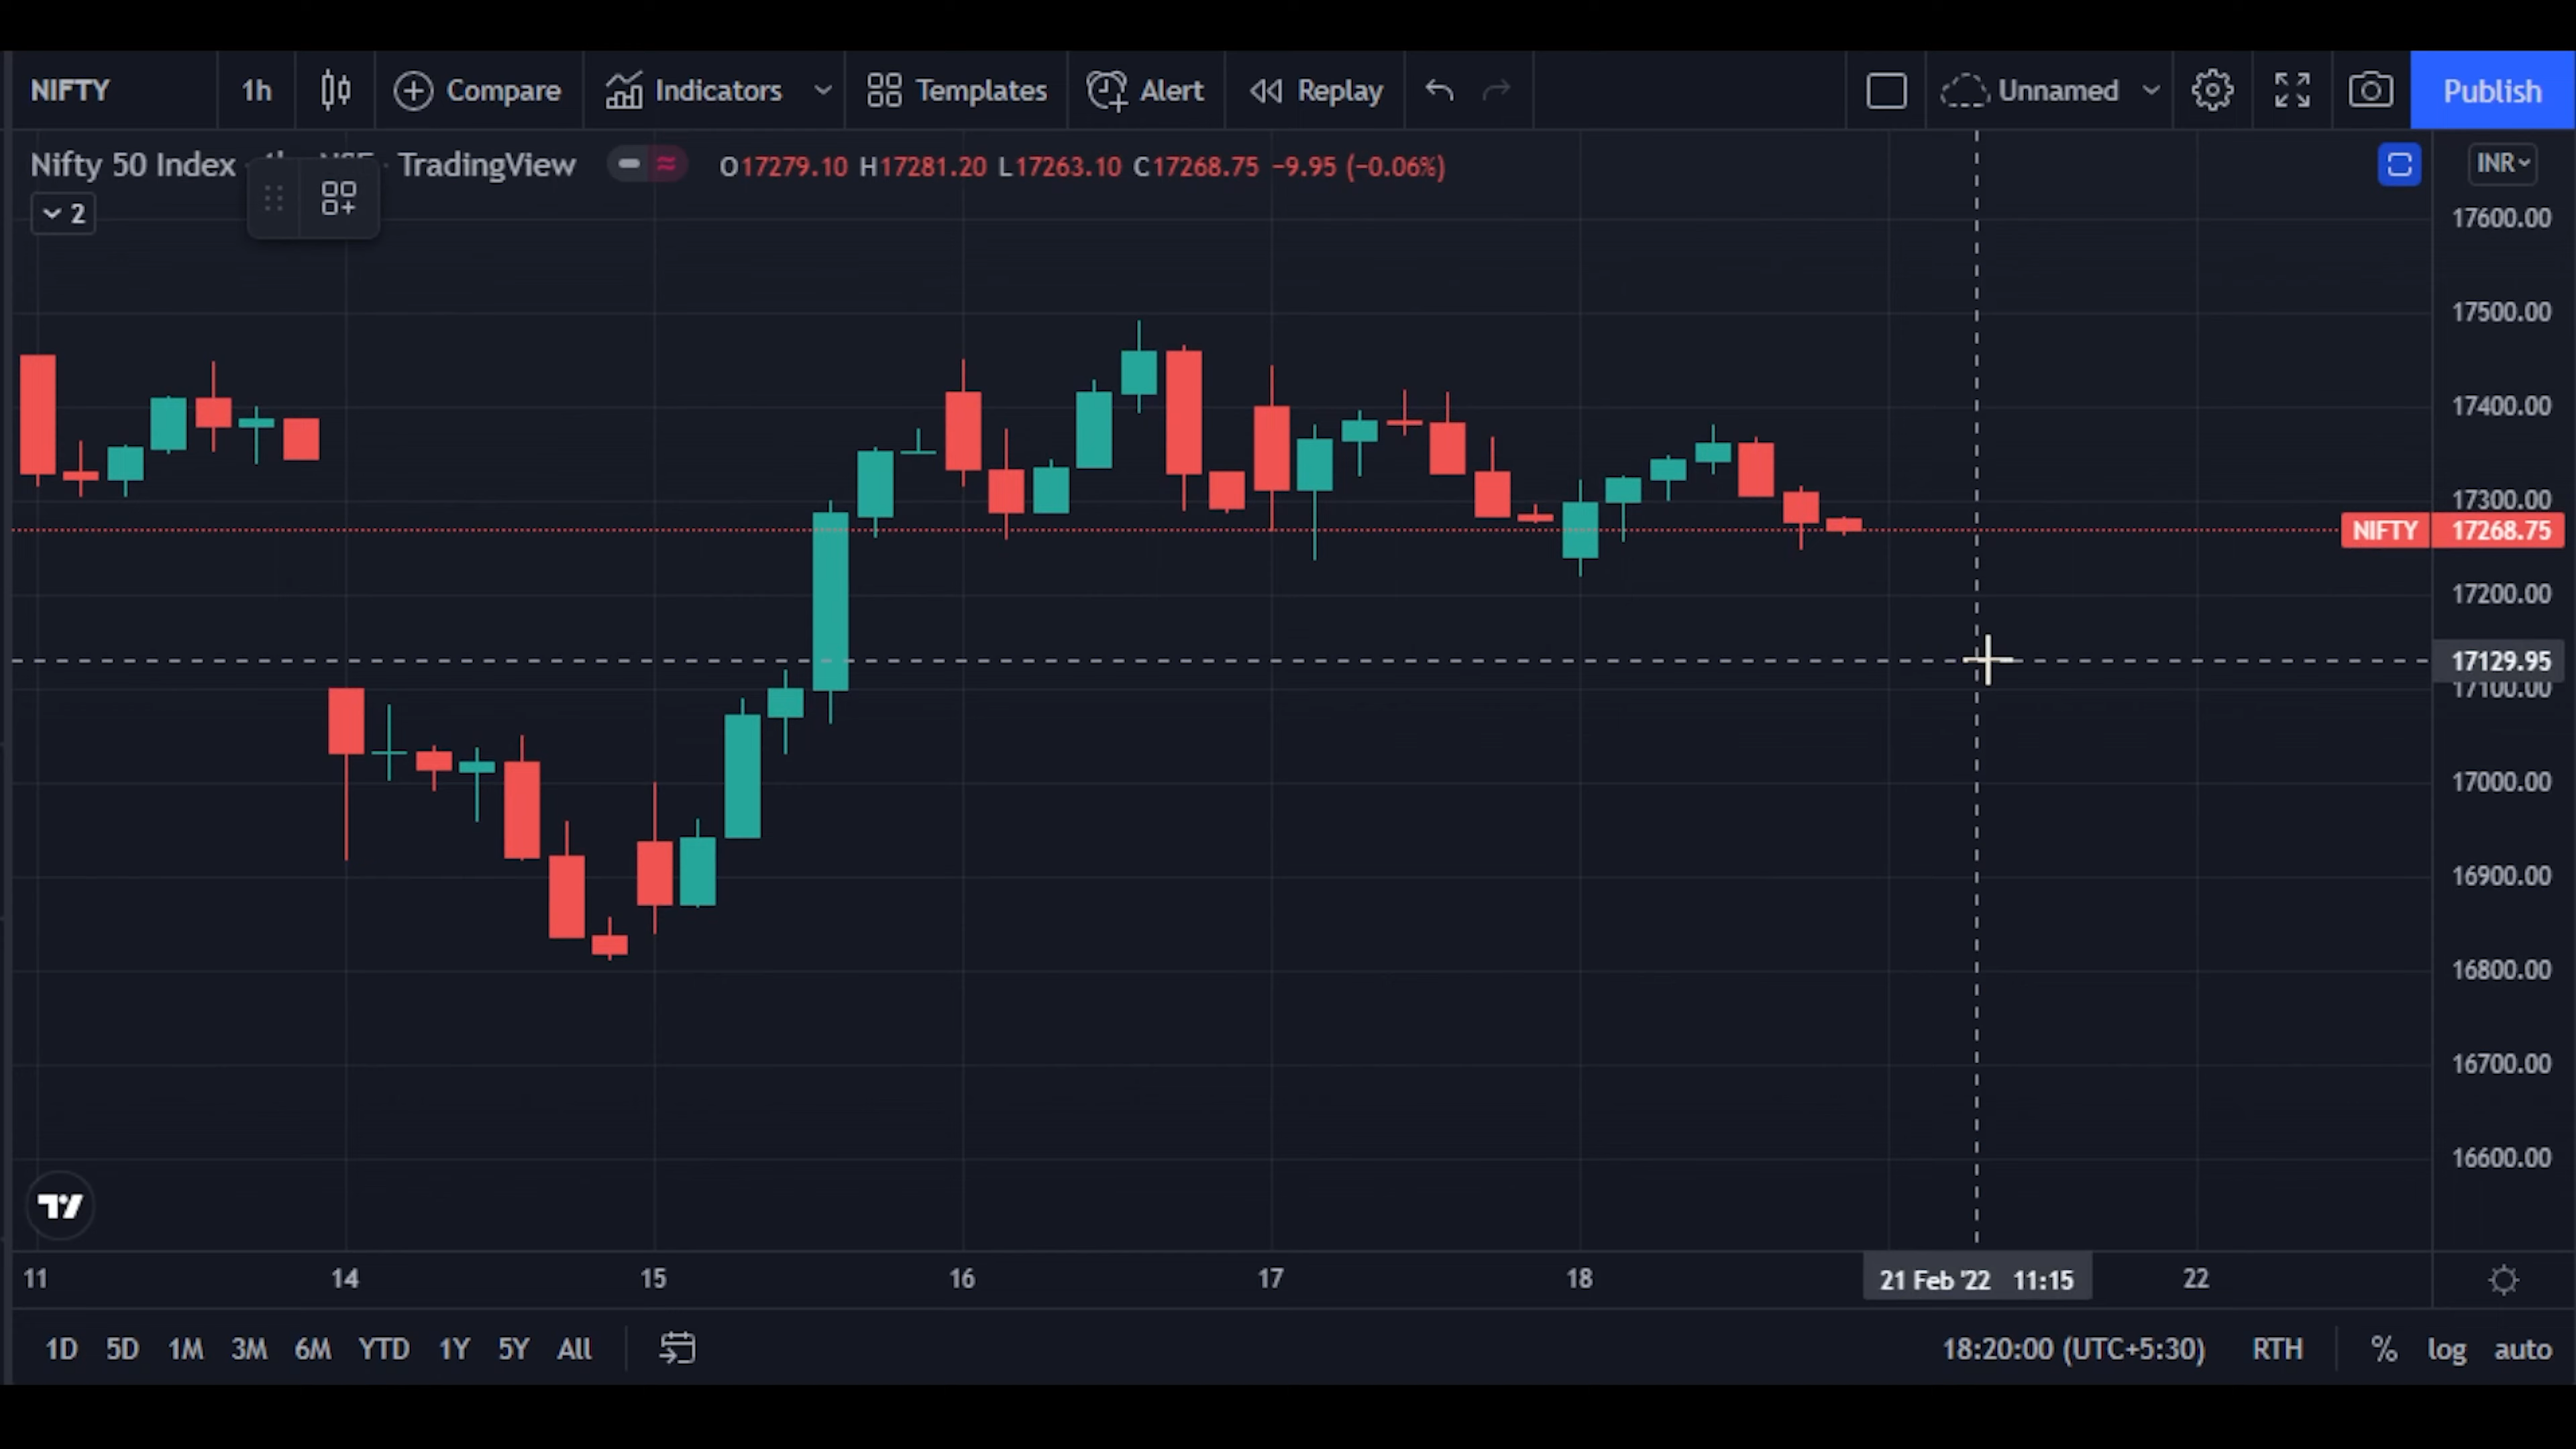 NIFTY 1h Compare Indicators Templates Alert Replay Unnamed Publish
Nifty 50 Index TradingView O17279.10 H17281.20 L17263.10 C17268.75 −9.95 (−0.06%) INR
2
17600.00
17500.00
17400.00
17300.00
NIFTY 17268.75
17200.00
17129.95
17100.00
17000.00
16900.00
16800.00
16700.00
16600.00
11 14 15 16 17 18 21 Feb '22 11:15 22
1D 5D 1M 3M 6M YTD 1Y 5Y All 18:20:00 (UTC+5:30) RTH % log auto